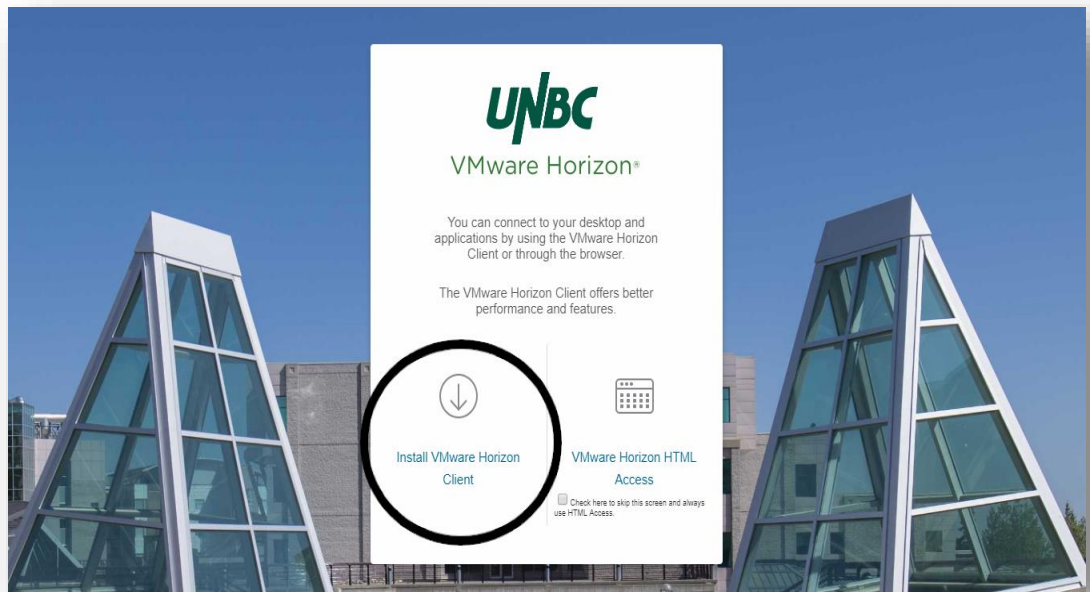 UNBC
VMware Horizon®
You can connect to your desktop and
applications by using the VMware Horizon
Client or through the browser.
The VMware Horizon Client offers better
performance and features.
Install VMware Horizon
Client
VMware Horizon HTML
Access
Check here to skip this screen and always
use HTML Access.